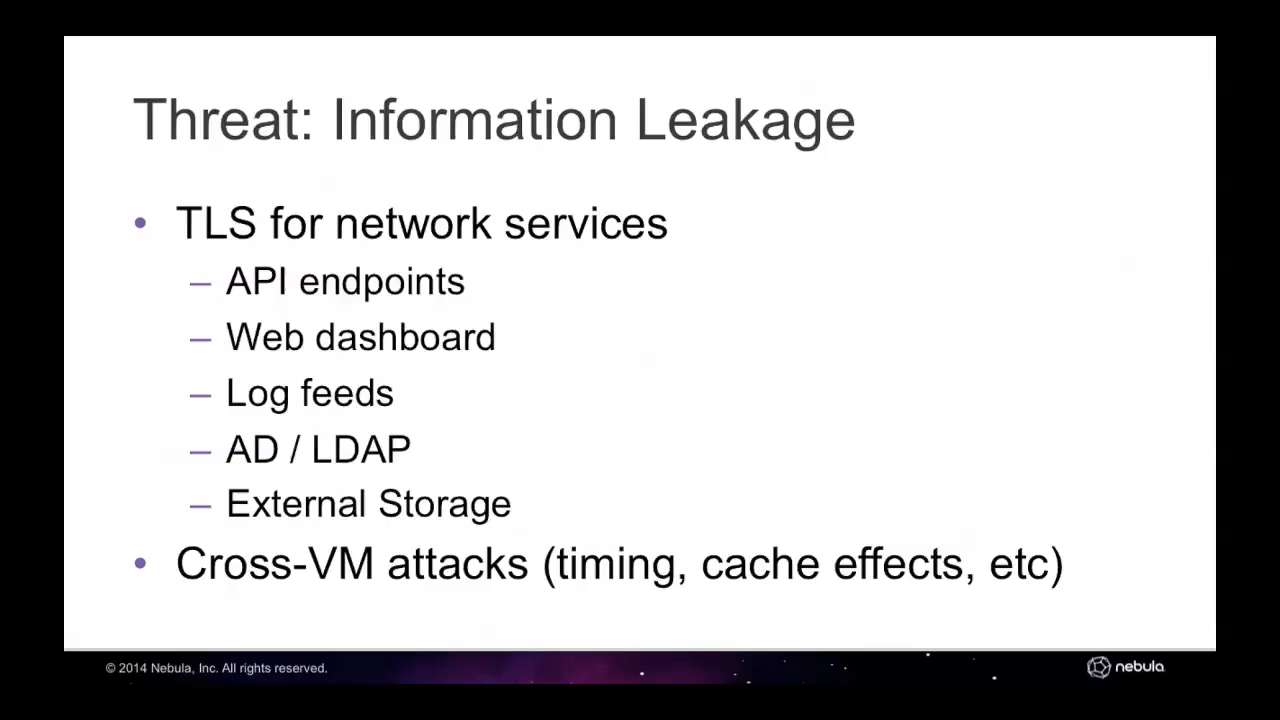 Threat: Information Leakage
• TLS for network services
– API endpoints
– Web dashboard
– Log feeds
– AD / LDAP
– External Storage
• Cross-VM attacks (timing, cache effects, etc)
© 2014 Nebula, Inc. All rights reserved.
nebula